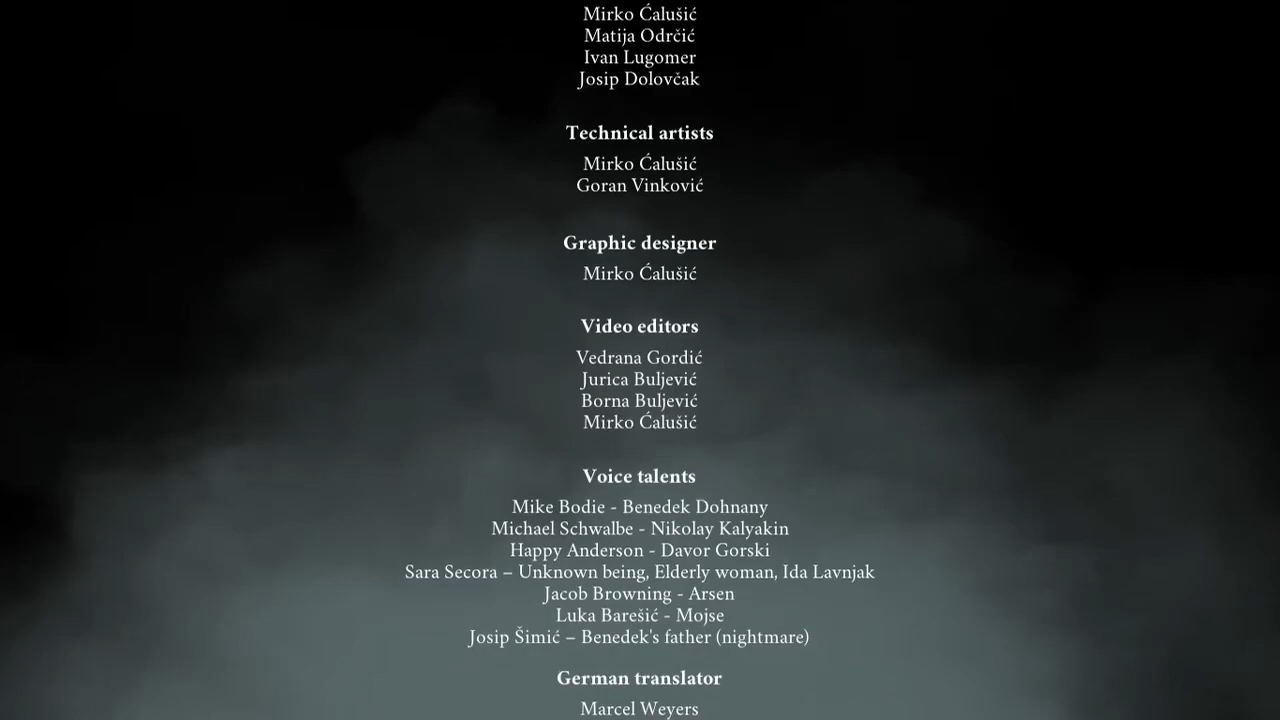 Mirko Ćalušić
Matija Odrčić
Ivan Lugomer
Josip Dolovčak
Technical artists
Mirko Ćalušić
Goran Vinković
Graphic designer
Mirko Ćalušić
Video editors
Vedrana Gordić
Jurica Buljević
Borna Buljević
Mirko Ćalušić
Voice talents
Mike Bodie - Benedek Dohnany
Michael Schwalbe - Nikolay Kalyakin
Happy Anderson - Davor Gorski
Sara Secora – Unknown being, Elderly woman, Ida Lavnjak
Jacob Browning - Arsen
Luka Barešić - Mojse
Josip Šimić – Benedek's father (nightmare)
German translator
Marcel Weyers